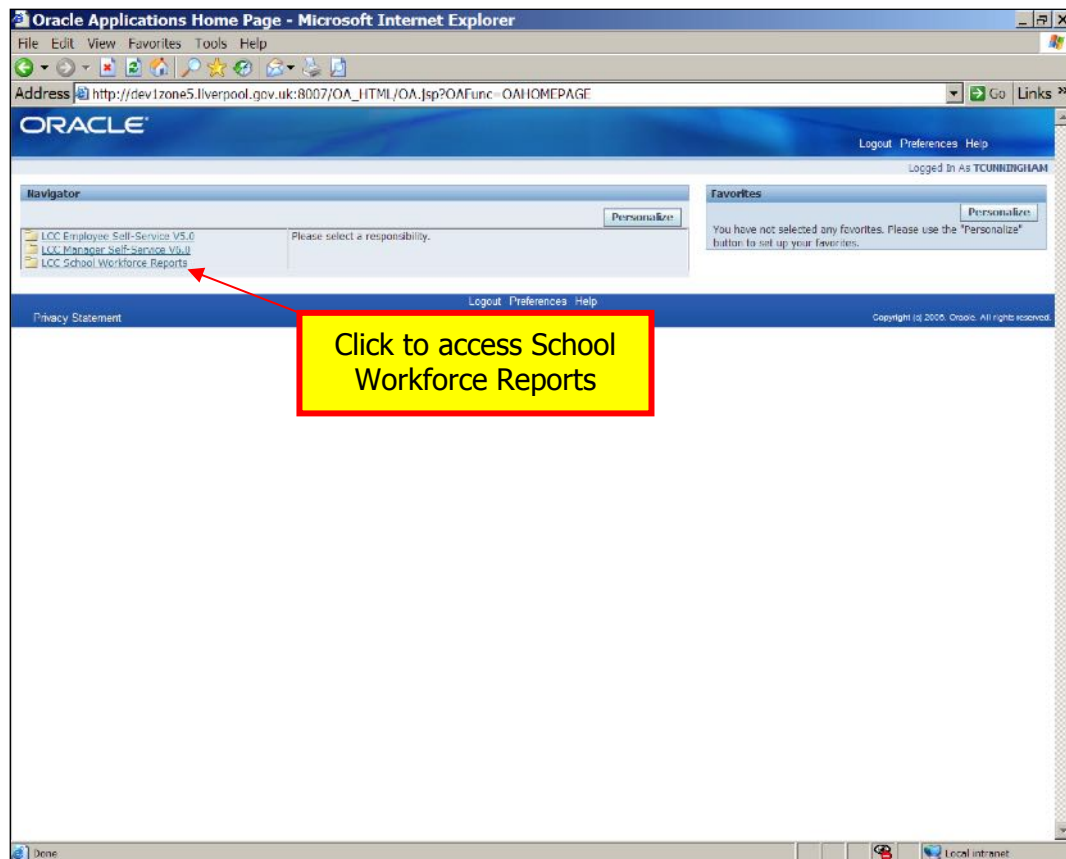 Oracle Applications Home Page - Microsoft Internet Explorer
File Edit View Favorites Tools Help
Address http://dev1zone5.liverpool.gov.uk:8007/OA_HTML/OA.jsp?OAFunc=OAHOMEPAGE Go Links »
ORACLE
Logout Preferences Help
Logged In As TCUNNINGHAM
Navigator
Personalize
LCC Employee Self-Service V5.0
LCC Manager Self-Service V5.0
LCC School Workforce Reports
Please select a responsibility.
Favorites
Personalize
You have not selected any favorites. Please use the "Personalize"
button to set up your favorites.
Logout Preferences Help
Privacy Statement
Copyright (c) 2006, Oracle. All rights reserved.
Click to access School
Workforce Reports
Done
Local intranet